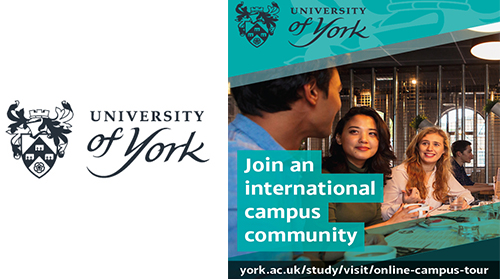 UNIVERSITY
of York
UNIVERSITY
of York
Join an
international
campus
community
york.ac.uk/study/visit/online-campus-tour